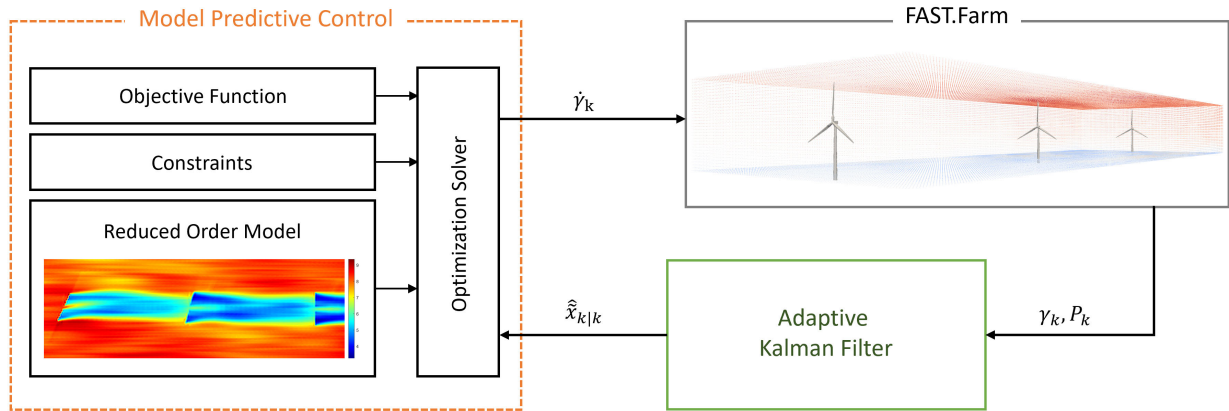 Model Predictive Control
FAST.Farm
Objective Function
Constraints
Reduced Order Model
Optimization Solver
γ̇ₖ
x̃̂ₖ|ₖ
Adaptive
Kalman Filter
γₖ, Pₖ